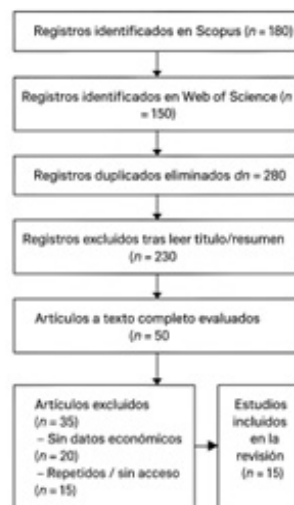 Registros identificados en Scopus (n = 180)
Registros identificados en Web of Science (n
= 150)
Registros duplicados eliminados dn = 280
Registros excluidos tras leer título/resumen
(n = 230
Artículos a texto completo evaluados
(n = 50
Artículos excluidos
(n = 35)
– Sin datos económicos
(n = 20)
– Repetidos / sin acceso
(n = 15)
Estudios
incluidos
en la
revisión
(n = 15)